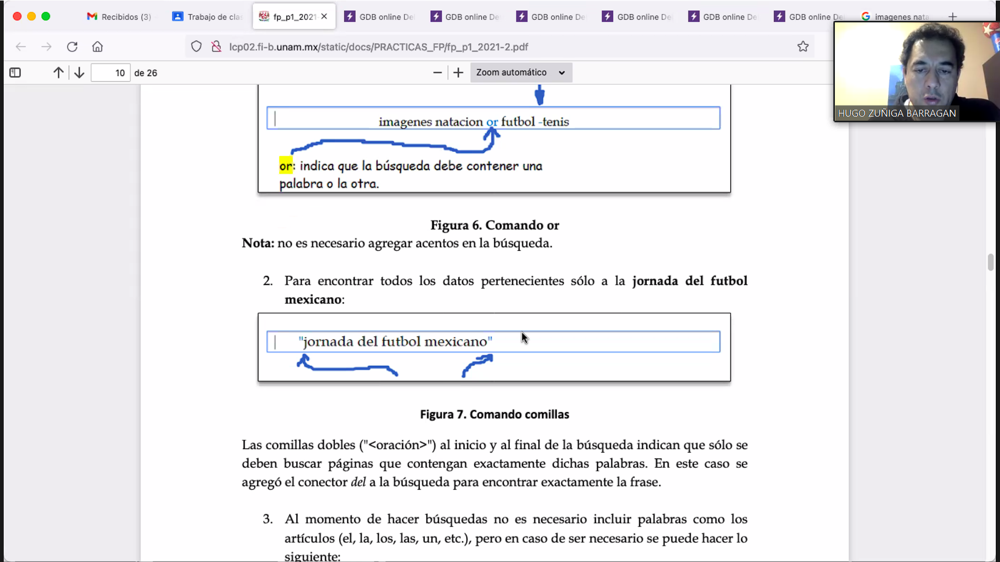 Recibidos (3)
Trabajo de clas
fp_p1_2021-
GDB online De
GDB online De
GDB online De
GDB online De
GDB online De
GDB online De
imagenes nata
lcp02.fi-b.unam.mx/static/docs/PRACTICAS_FP/fp_p1_2021-2.pdf
10 de 26
Zoom automático
HUGO ZUÑIGA BARRAGAN
imagenes natacion or futbol -tenis
or: indica que la búsqueda debe contener una
palabra o la otra.
Figura 6. Comando or
Nota: no es necesario agregar acentos en la búsqueda.
2. Para encontrar todos los datos pertenecientes sólo a la jornada del futbol
mexicano:
"jornada del futbol mexicano"
Figura 7. Comando comillas
Las comillas dobles ("<oración>") al inicio y al final de la búsqueda indican que sólo se
deben buscar páginas que contengan exactamente dichas palabras. En este caso se
agregó el conector del a la búsqueda para encontrar exactamente la frase.
3. Al momento de hacer búsquedas no es necesario incluir palabras como los
artículos (el, la, los, las, un, etc.), pero en caso de ser necesario se puede hacer lo
siguiente: